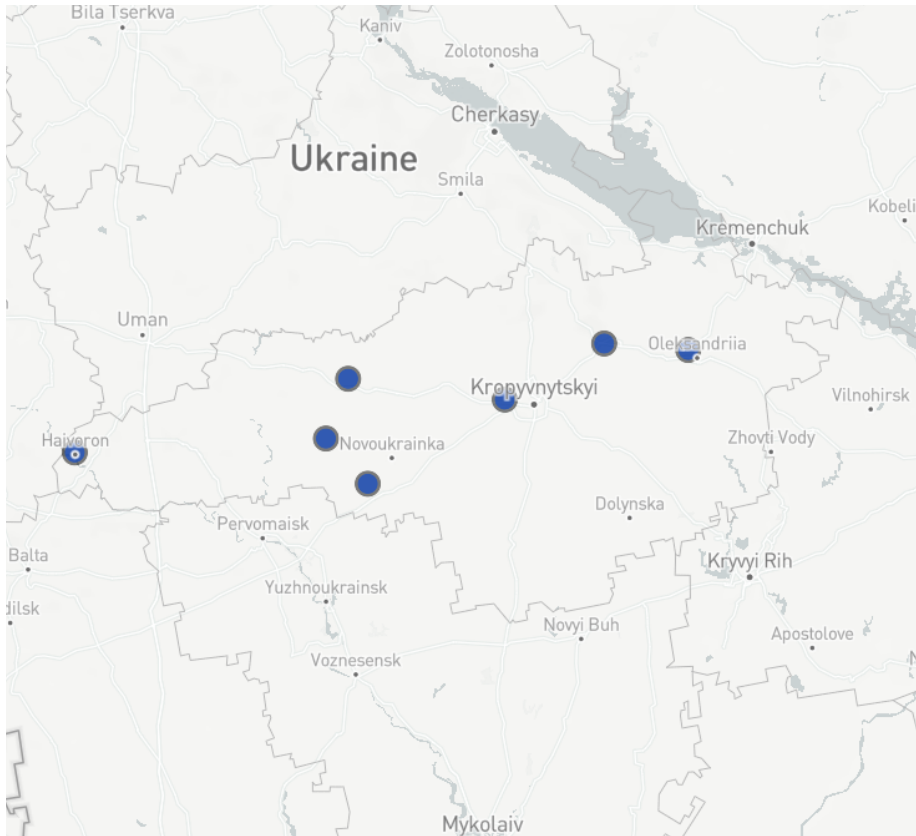 Bila Tserkva
Kaniv
Zolotonosha
Cherkasy
Ukraine
Smila
Kobeli
Kremenchuk
Uman
Oleksandriia
Kropyvnytskyi
Vilnohirsk
Haivoron
Novoukrainka
Zhovti Vody
Dolynska
Pervomaisk
Balta
Kryvyi Rih
Yuzhnoukrainsk
dilsk
Novyi Buh
Apostolove
Voznesensk
N
Mykolaiv